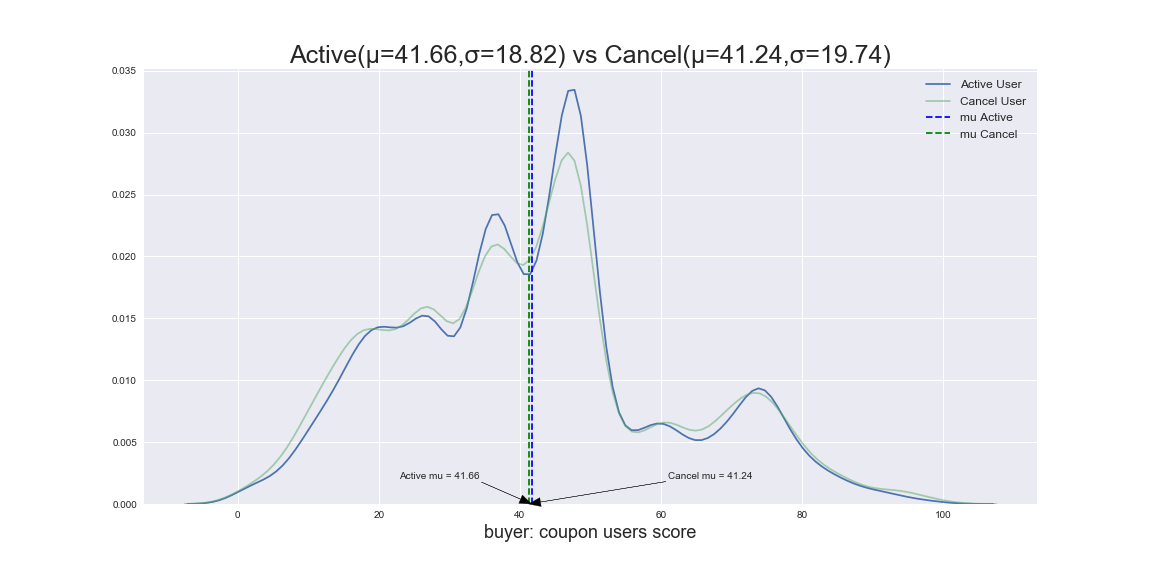 Active(μ=41.66,σ=18.82) vs Cancel(μ=41.24,σ=19.74)
0.035
0.030
0.025
0.020
0.015
0.010
0.005
0.000
Active User
Cancel User
mu Active
mu Cancel
Active mu = 41.66
Cancel mu = 41.24
0
20
40
60
80
100
buyer: coupon users score